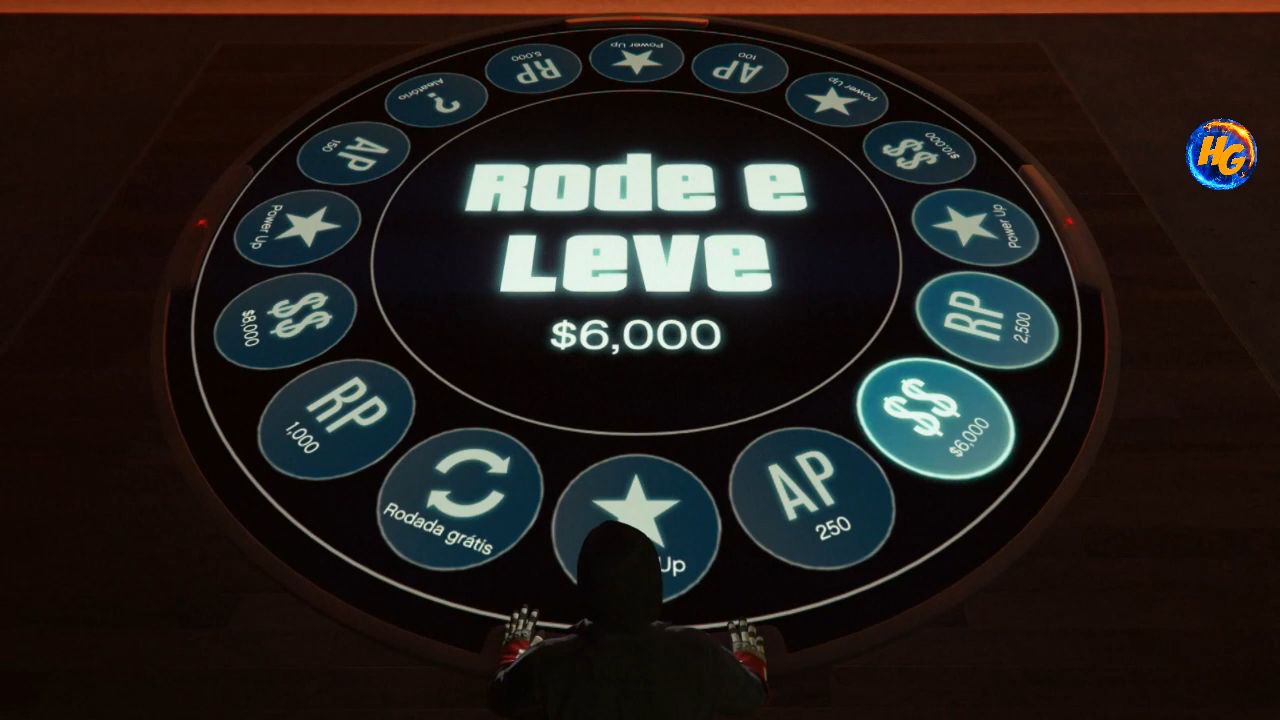 Rode e
Leve
$6,000
Power Up
AP
100
Power Up
$$
$10,000
Power Up
RP
2,500
$$
$6,000
AP
250
Up
Rodada grátis
RP
1,000
$$
$8,000
Power Up
AP
150
?
Aleatório
RP
5,000
HG